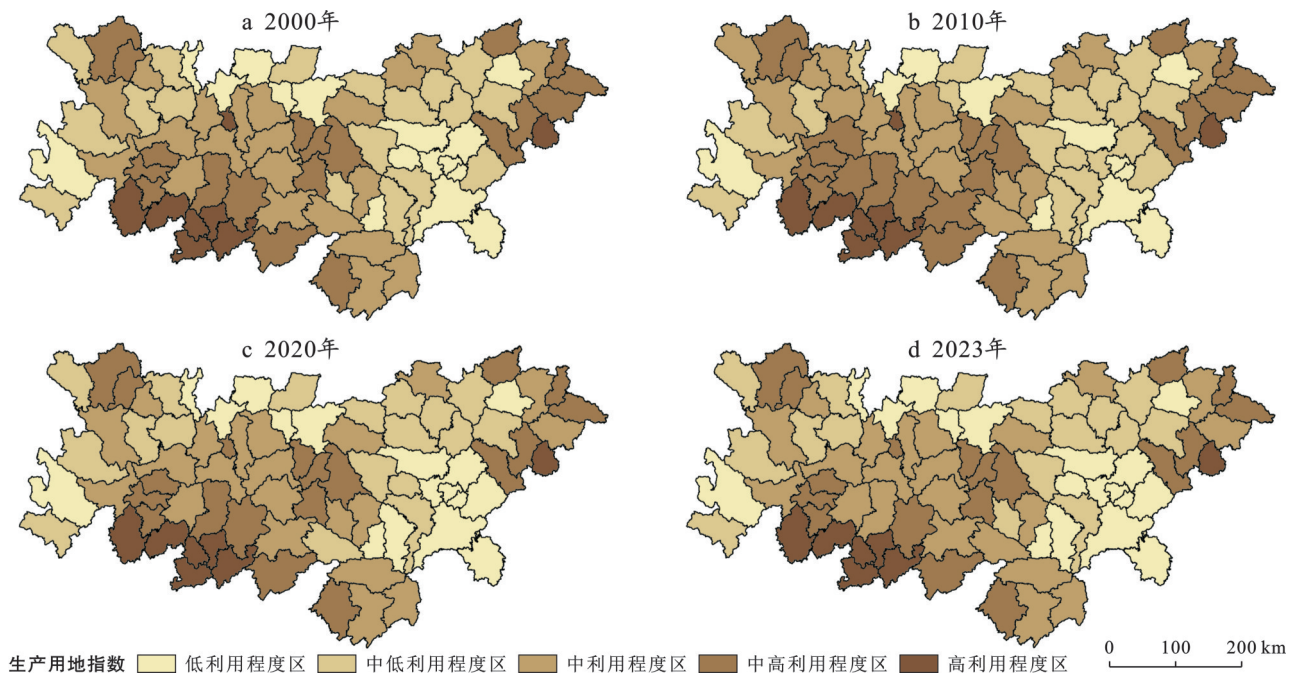 a 2000年
b 2010年
c 2020年
d 2023年
生产用地指数 低利用程度区 中低利用程度区 中利用程度区 中高利用程度区 高利用程度区
0 100 200 km